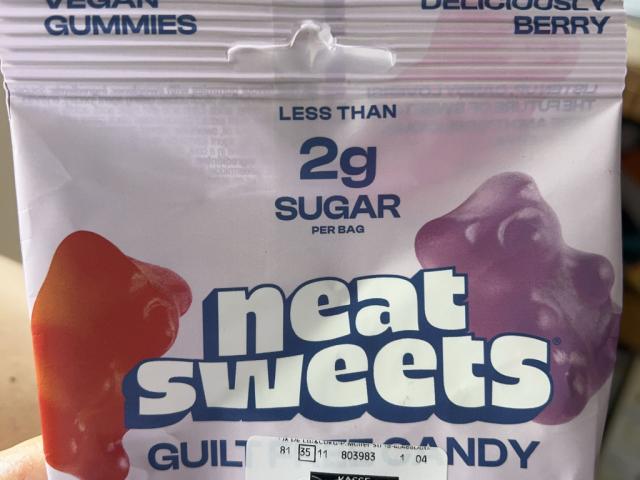 VEGAN
GUMMIES
DELICIOUSLY
BERRY
LESS THAN
2g
SUGAR
PER BAG
neat
sweets®
GUILT CANDY
81 35 11 803983 1 04
KASSE